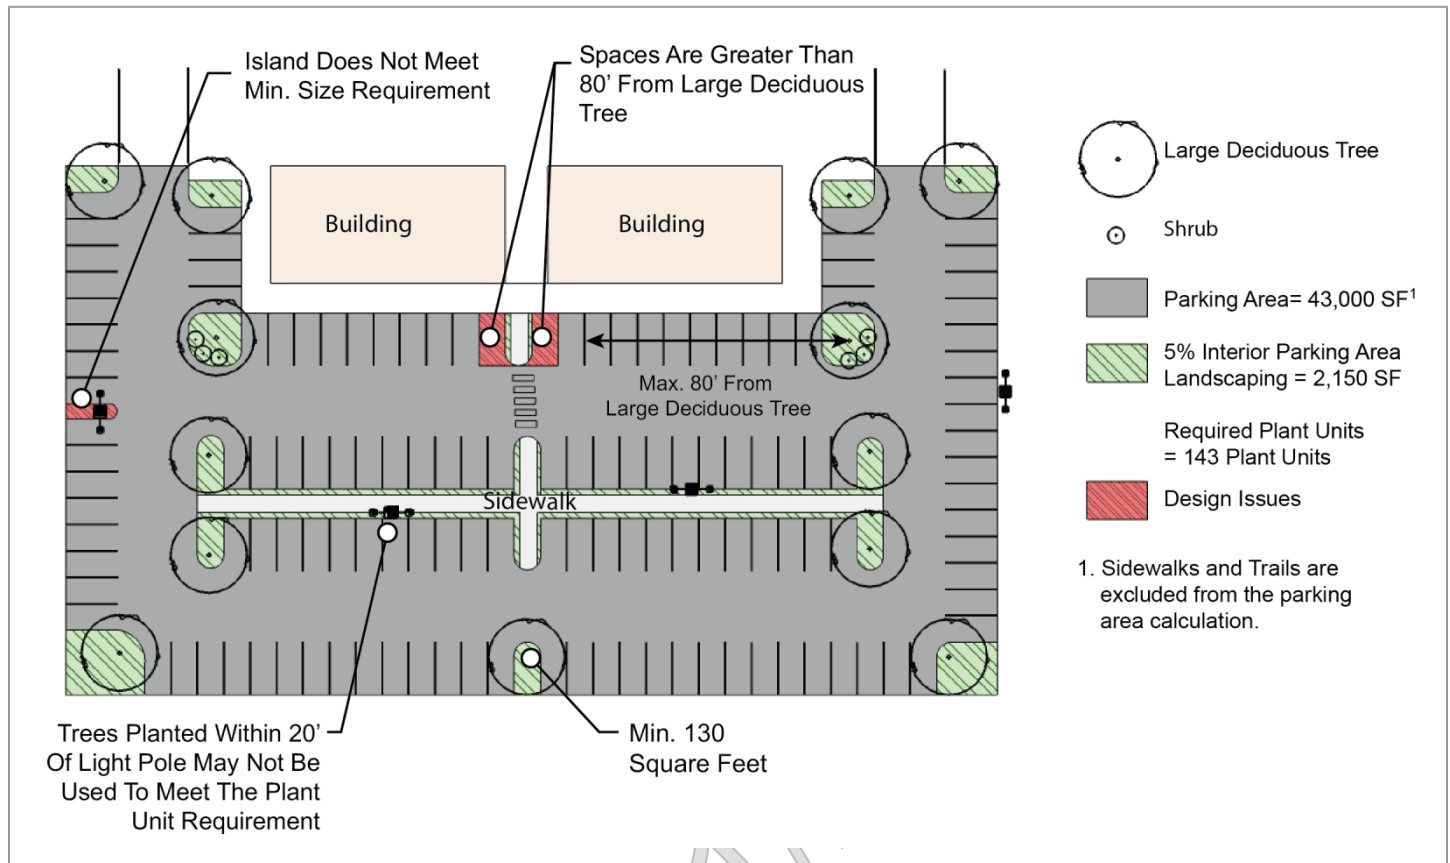 Island Does Not Meet
Min. Size Requirement
Spaces Are Greater Than
80’ From Large Deciduous
Tree
Building
Building
Max. 80’ From
Large Deciduous Tree
Sidewalk
Trees Planted Within 20’
Of Light Pole May Not Be
Used To Meet The Plant
Unit Requirement
Min. 130
Square Feet
Large Deciduous Tree
Shrub
Parking Area= 43,000 SF¹
5% Interior Parking Area
Landscaping = 2,150 SF
Required Plant Units
= 143 Plant Units
Design Issues
1. Sidewalks and Trails are
excluded from the parking
area calculation.